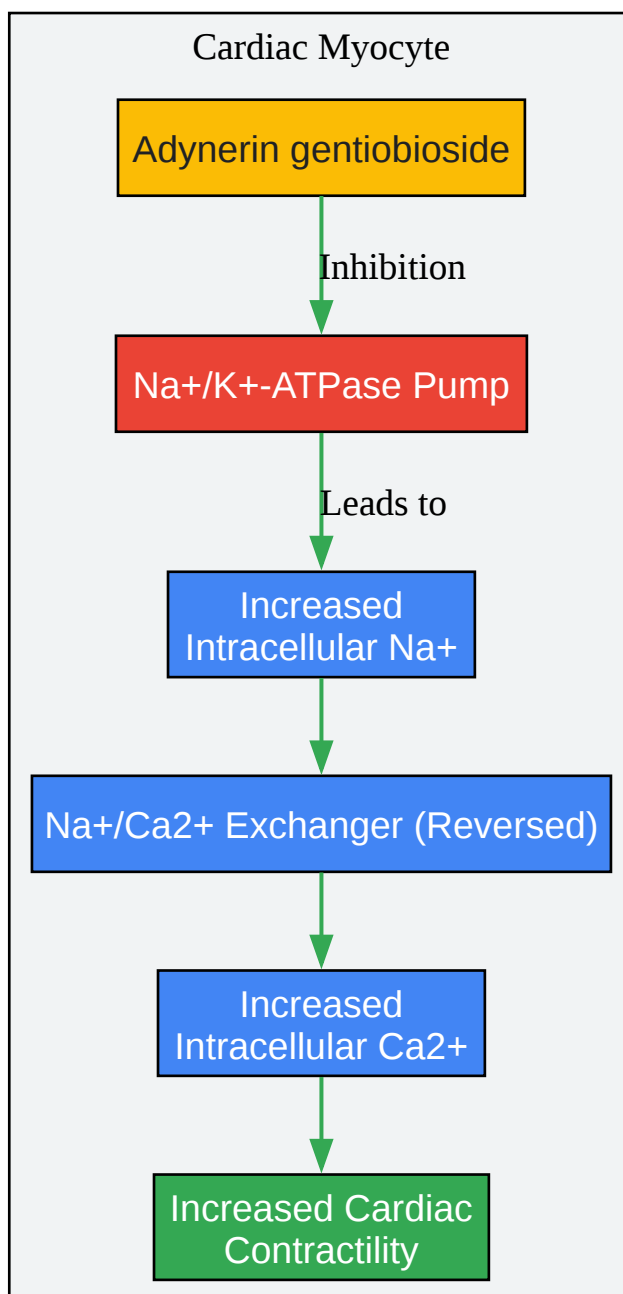 Cardiac Myocyte
Adynerin gentiobioside
Inhibition
Na+/K+-ATPase Pump
Leads to
Increased
Intracellular Na+
Na+/Ca2+ Exchanger (Reversed)
Increased
Intracellular Ca2+
Increased Cardiac
Contractility